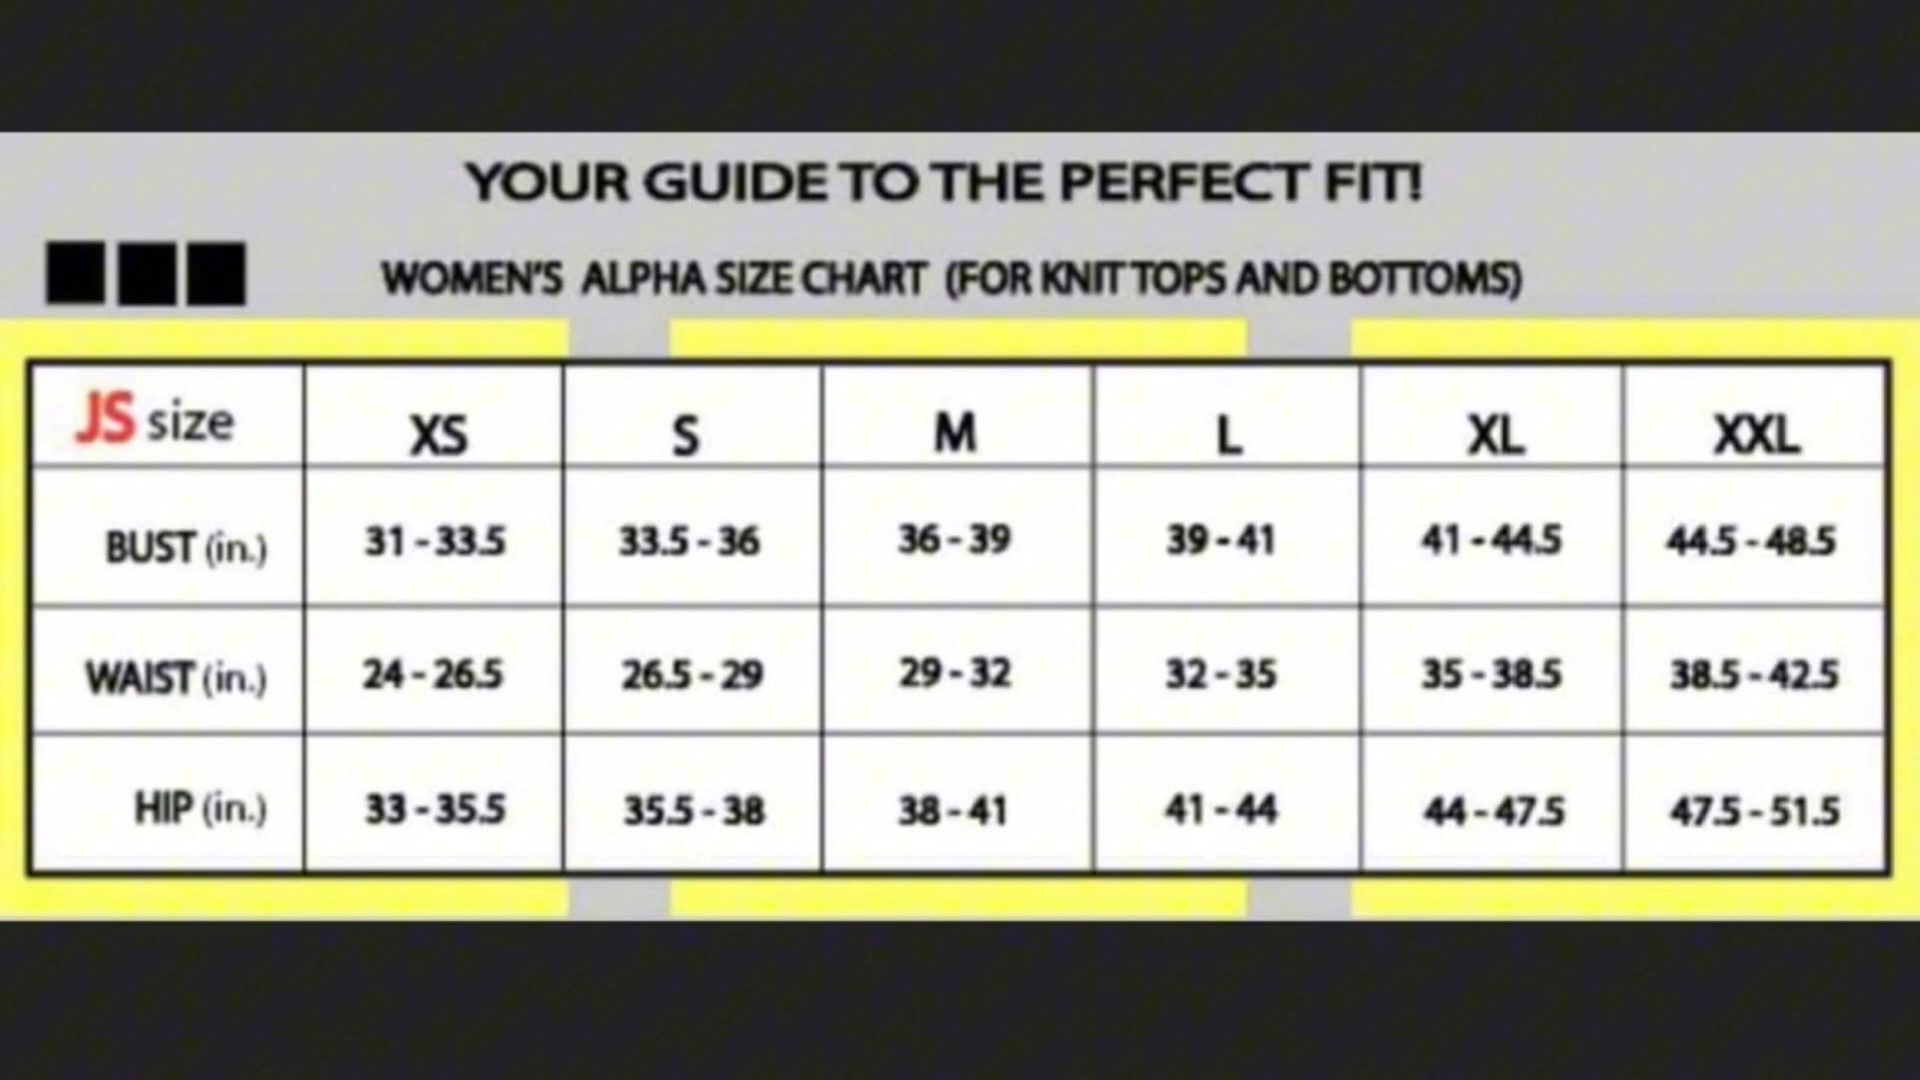 YOUR GUIDE TO THE PERFECT FIT!
WOMEN'S ALPHA SIZE CHART (FOR KNIT TOPS AND BOTTOMS)
JS size XS S M L XL XXL
BUST (in.) 31 - 33.5 33.5 - 36 36 - 39 39 - 41 41 - 44.5 44.5 - 48.5
WAIST (in.) 24 - 26.5 26.5 - 29 29 - 32 32 - 35 35 - 38.5 38.5 - 42.5
HIP (in.) 33 - 35.5 35.5 - 38 38 - 41 41 - 44 44 - 47.5 47.5 - 51.5